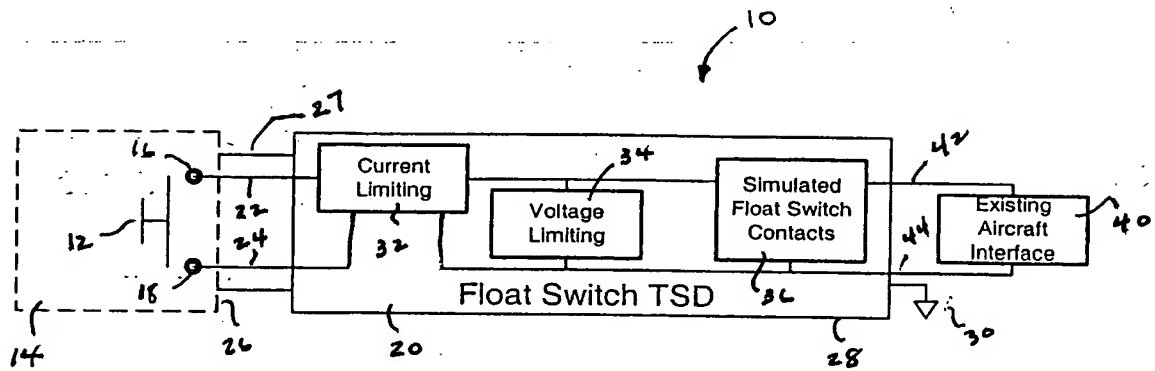 10
27
16
22
12
24
18
14
26
Current
Limiting
32
34
Voltage
Limiting
Simulated
Float Switch
Contacts
36
42
Existing
Aircraft
Interface
40
44
Float Switch TSD
20
28
30